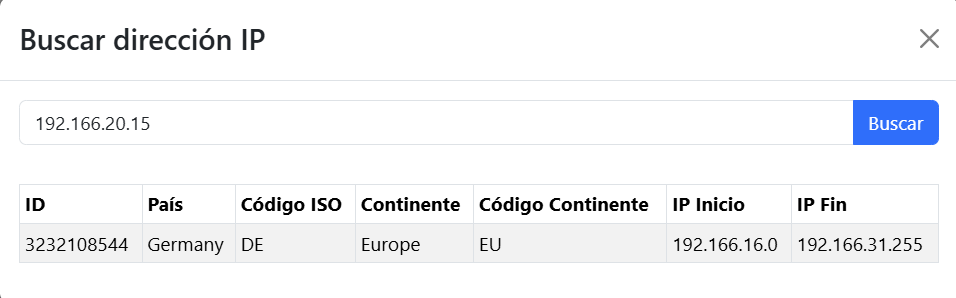 Buscar dirección IP
192.166.20.15 Buscar
ID País Código ISO Continente Código Continente IP Inicio IP Fin
3232108544 Germany DE Europe EU 192.166.16.0 192.166.31.255